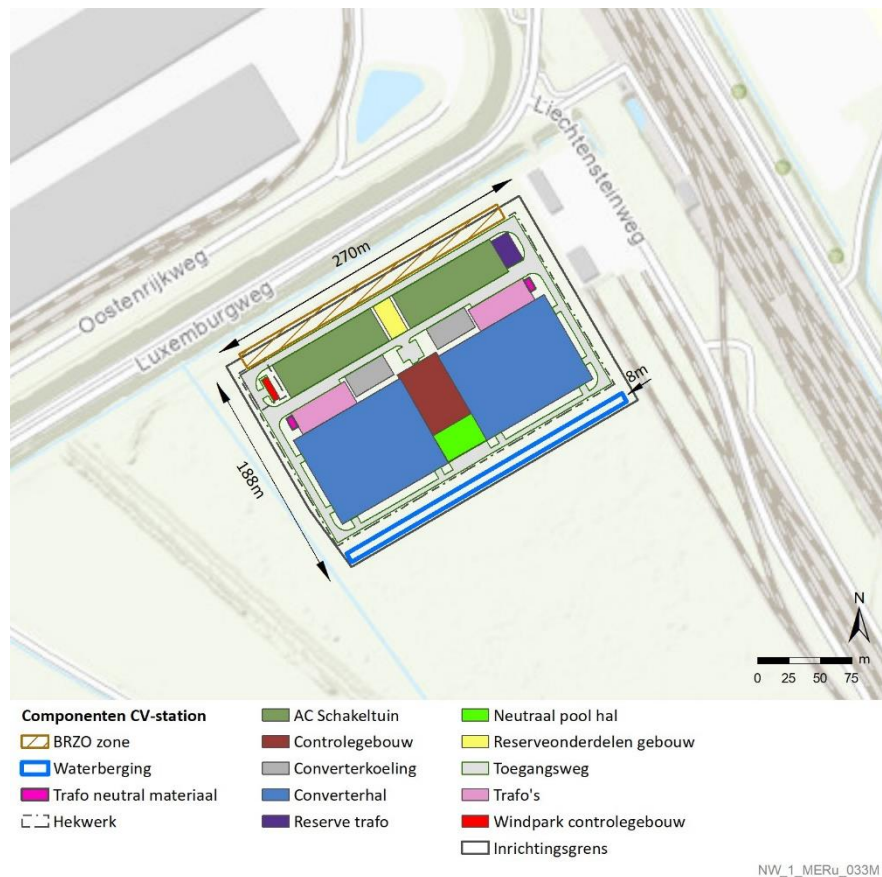 Liechtensteinweg
Oostenrijkweg
Luxemburgweg
270m
188m
8m
N
m
0 25 50 75
Componenten CV-station
BRZO zone
Waterberging
Trafo neutral materiaal
Hekwerk
AC Schakeltuin
Controlegebouw
Converterkoeling
Converterhal
Reserve trafo
Neutraal pool hal
Reserveonderdelen gebouw
Toegangsweg
Trafo's
Windpark controlegebouw
Inrichtingsgrens
NW_1_MERu_033M